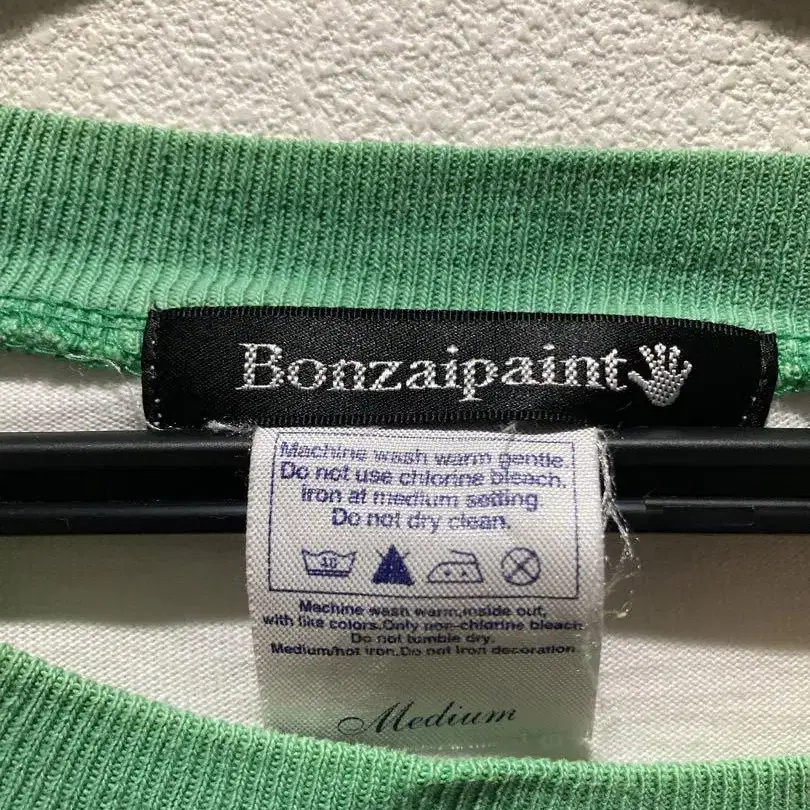 Bonzaipaint
Machine wash warm gentle.
Do not use chlorine bleach.
Iron at medium setting
Do not dry clean.
40
Machine wash warm,inside out,
with like colors.Only non-chlorine bleach
Do not tumble dry.
Medium/hot iron.Do not iron decoration.
Medium